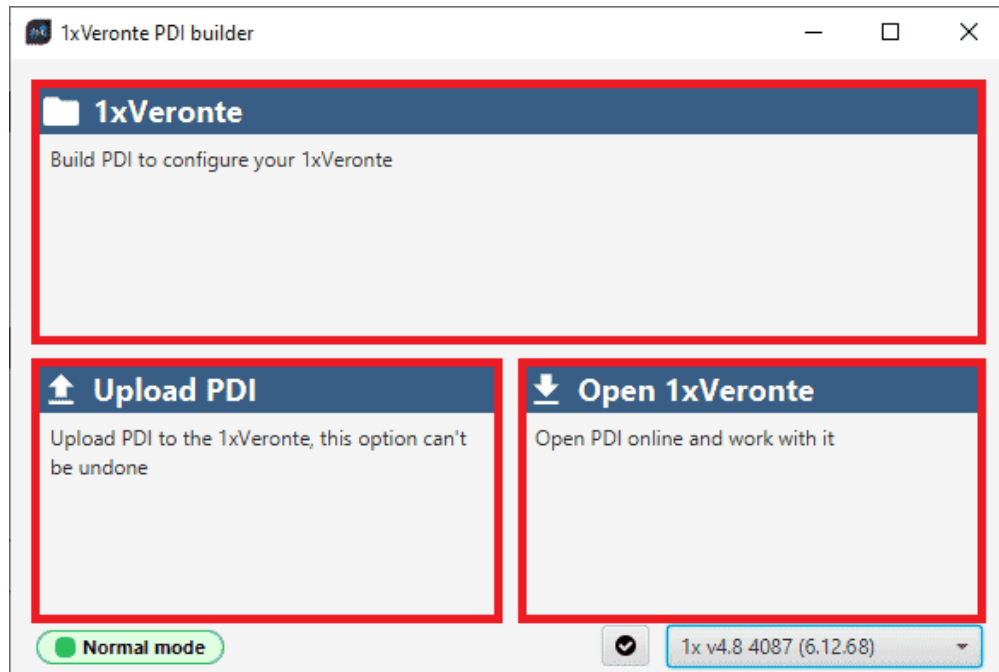 1xVeronte PDI builder
1xVeronte
Build PDI to configure your 1xVeronte
Upload PDI
Upload PDI to the 1xVeronte, this option can't
be undone
Open 1xVeronte
Open PDI online and work with it
Normal mode
1x v4.8 4087 (6.12.68)